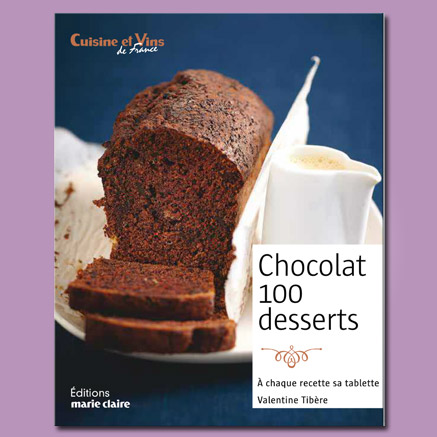 Cuisine et Vins
de France
Chocolat
100
desserts
À chaque recette sa tablette
Valentine Tibère
Éditions
marie claire